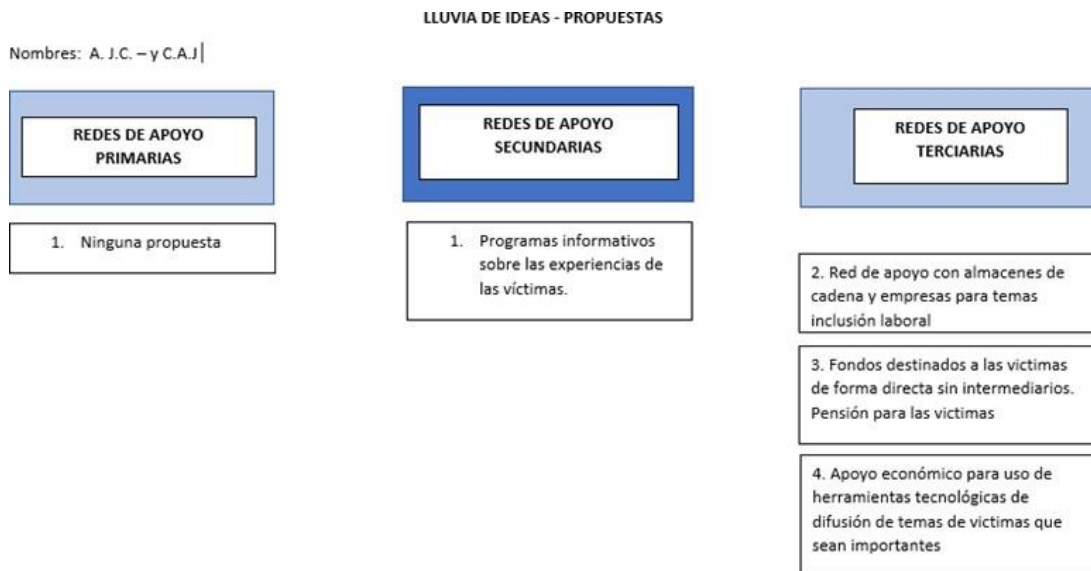 LLUVIA DE IDEAS - PROPUESTAS
Nombres: A. J.C. – y C.A.J
REDES DE APOYO
PRIMARIAS
1. Ninguna propuesta
REDES DE APOYO
SECUNDARIAS
1. Programas informativos
sobre las experiencias de
las víctimas.
REDES DE APOYO
TERCIARIAS
2. Red de apoyo con almacenes de
cadena y empresas para temas
inclusión laboral
3. Fondos destinados a las victimas
de forma directa sin intermediarios.
Pensión para las victimas
4. Apoyo económico para uso de
herramientas tecnológicas de
difusión de temas de victimas que
sean importantes